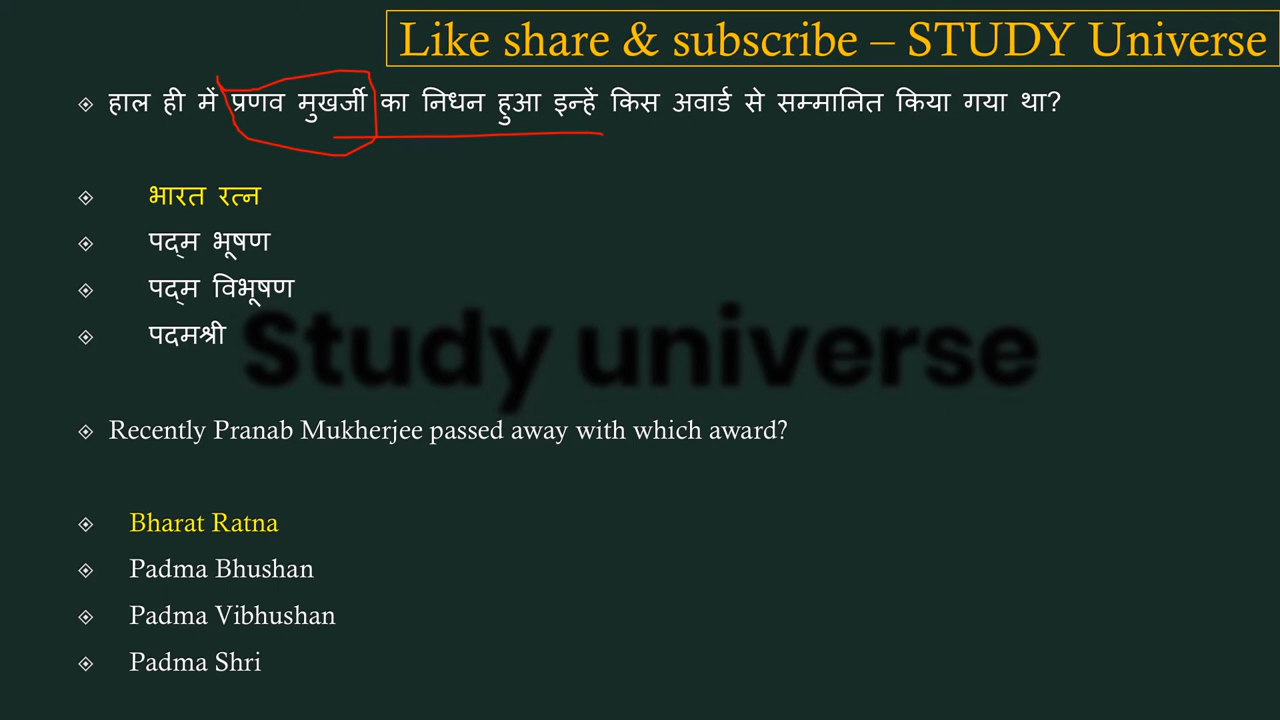 Like share & subscribe – STUDY Universe
हाल ही में प्रणव मुखर्जी का निधन हुआ इन्हें किस अवार्ड से सम्मानित किया गया था?
भारत रत्न
पद्म भूषण
पद्म विभूषण
पदमश्री
Study universe
Recently Pranab Mukherjee passed away with which award?
Bharat Ratna
Padma Bhushan
Padma Vibhushan
Padma Shri